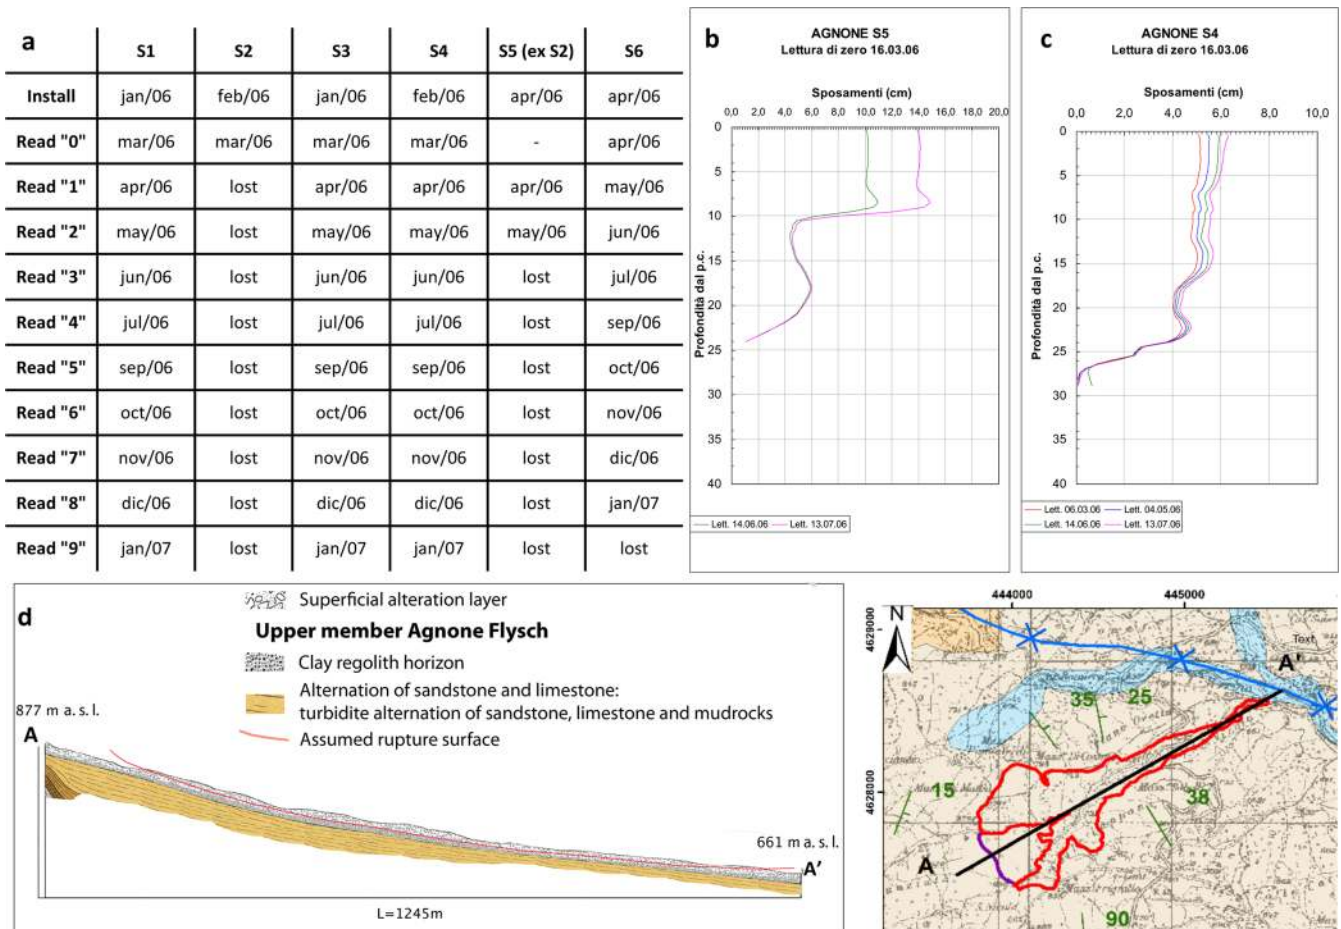 a
S1 S2 S3 S4 S5 (ex S2) S6
Install jan/06 feb/06 jan/06 feb/06 apr/06 apr/06
Read "0" mar/06 mar/06 mar/06 mar/06 - apr/06
Read "1" apr/06 lost apr/06 apr/06 apr/06 may/06
Read "2" may/06 lost may/06 may/06 may/06 jun/06
Read "3" jun/06 lost jun/06 jun/06 lost jul/06
Read "4" jul/06 lost jul/06 jul/06 lost sep/06
Read "5" sep/06 lost sep/06 sep/06 lost oct/06
Read "6" oct/06 lost oct/06 oct/06 lost nov/06
Read "7" nov/06 lost nov/06 nov/06 lost dic/06
Read "8" dic/06 lost dic/06 dic/06 lost jan/07
Read "9" jan/07 lost jan/07 jan/07 lost lost
b
AGNONE S5
Lettura di zero 16.03.06
Sposamenti (cm)
0,0 2,0 4,0 6,0 8,0 10,0 12,0 14,0 16,0 18,0 20,0
0
5
10
15
20
25
30
35
40
Profondità dal p.c.
Lett. 14.06.06 Lett. 13.07.06
c
AGNONE S4
Lettura di zero 16.03.06
Sposamenti (cm)
0,0 2,0 4,0 6,0 8,0 10,0
0
5
10
15
20
25
30
35
40
Profondità dal p.c.
Lett. 06.03.06 Lett. 04.05.06
Lett. 14.06.06 Lett. 13.07.06
d
Superficial alteration layer
Upper member Agnone Flysch
Clay regolith horizon
Alternation of sandstone and limestone:
turbidite alternation of sandstone, limestone and mudrocks
Assumed rupture surface
877 m a. s. l.
A
661 m a. s. l.
A'
L=1245m
444000 445000
4629000
4628000
N
Text
A'
35 25
15
38
A
90